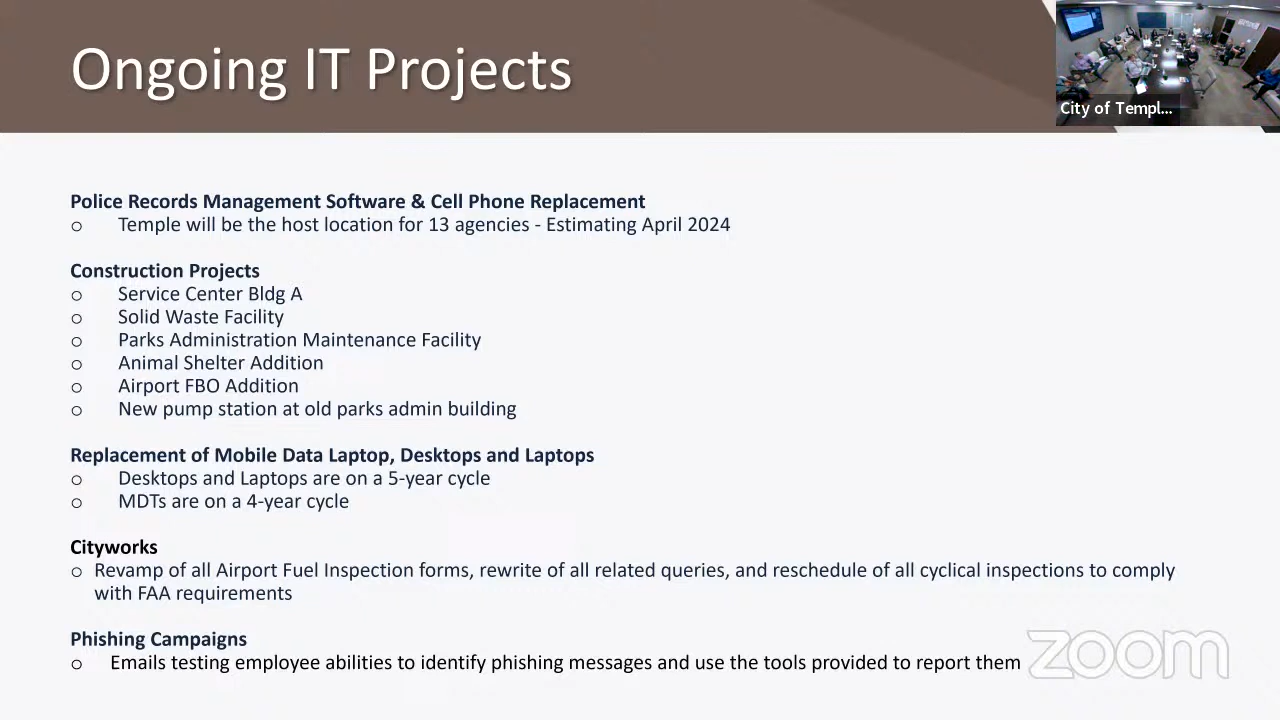 Ongoing IT Projects
City of Templ...
Police Records Management Software & Cell Phone Replacement
o Temple will be the host location for 13 agencies - Estimating April 2024
Construction Projects
o Service Center Bldg A
o Solid Waste Facility
o Parks Administration Maintenance Facility
o Animal Shelter Addition
o Airport FBO Addition
o New pump station at old parks admin building
Replacement of Mobile Data Laptop, Desktops and Laptops
o Desktops and Laptops are on a 5-year cycle
o MDTs are on a 4-year cycle
Cityworks
o Revamp of all Airport Fuel Inspection forms, rewrite of all related queries, and reschedule of all cyclical inspections to comply
with FAA requirements
Phishing Campaigns
o Emails testing employee abilities to identify phishing messages and use the tools provided to report them
zoom